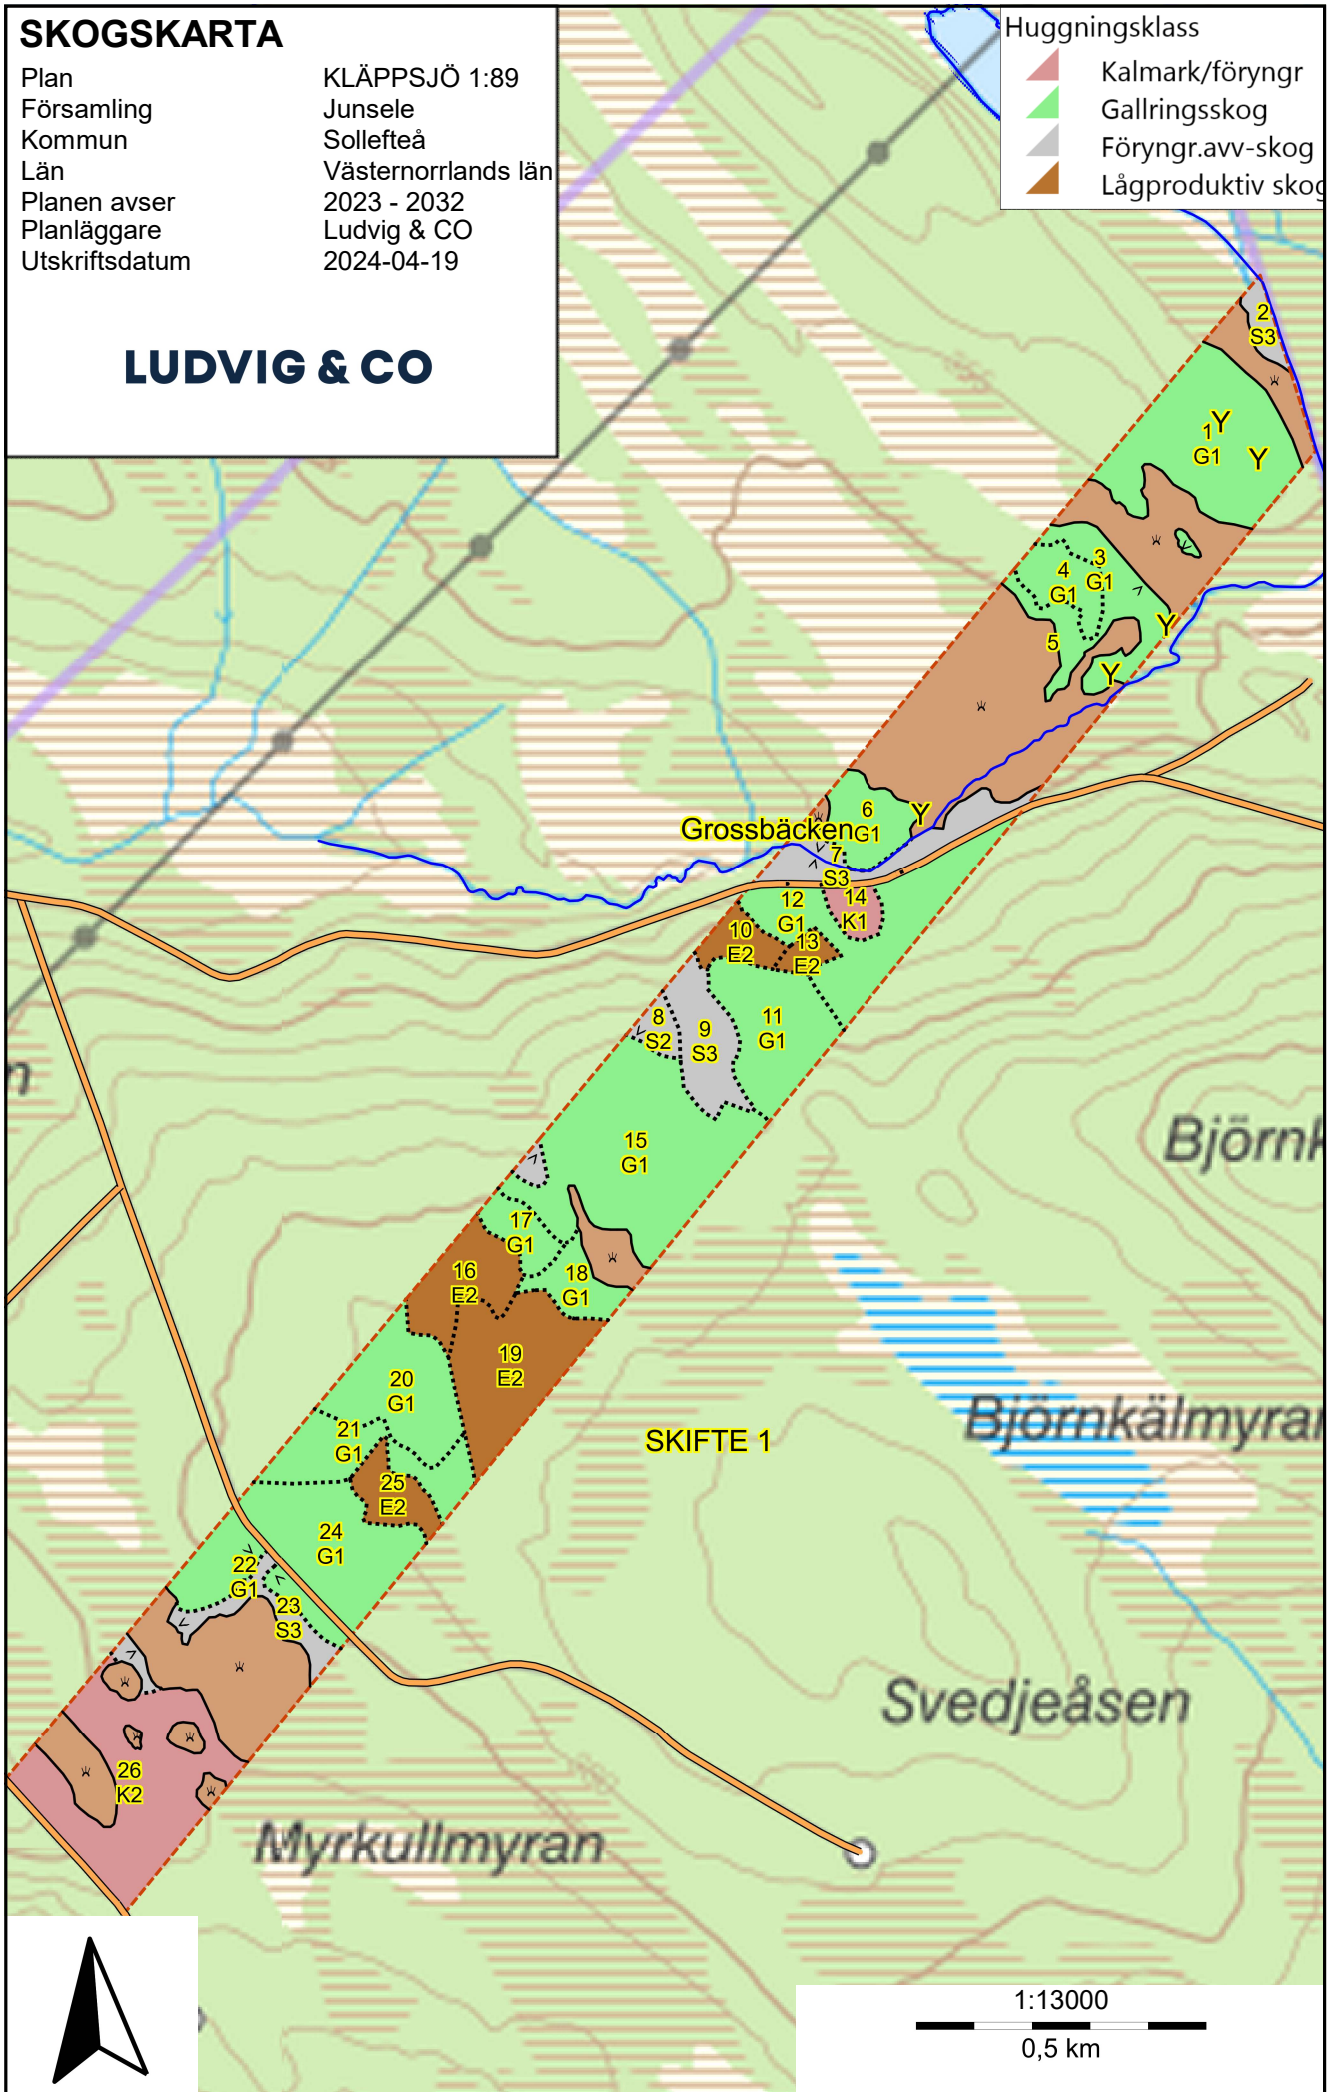 SKOGSKARTA
Plan KLÄPPSJÖ 1:89
Församling Junsele
Kommun Sollefteå
Län Västernorrlands län
Planen avser 2023 - 2032
Planläggare Ludvig & CO
Utskriftsdatum 2024-04-19
LUDVIG & CO
Huggningsklass
Kalmark/föryngr
Gallringsskog
Föryngr.avv-skog
Lågproduktiv skog
2
S3
1 Y
G1 Y
3
G1
4
G1
5
Y
Y
6
G1
Y
Grossbäcken
7
S3
12
G1
14
K1
10
E2
13
E2
8
S2
9
S3
11
G1
15
G1
17
G1
16
E2
18
G1
19
E2
20
G1
21
G1
25
E2
24
G1
22
G1
23
S3
26
K2
SKIFTE 1
n
Björnk
Björnkälmyran
Svedjeåsen
Myrkullmyran
1:13000
0,5 km